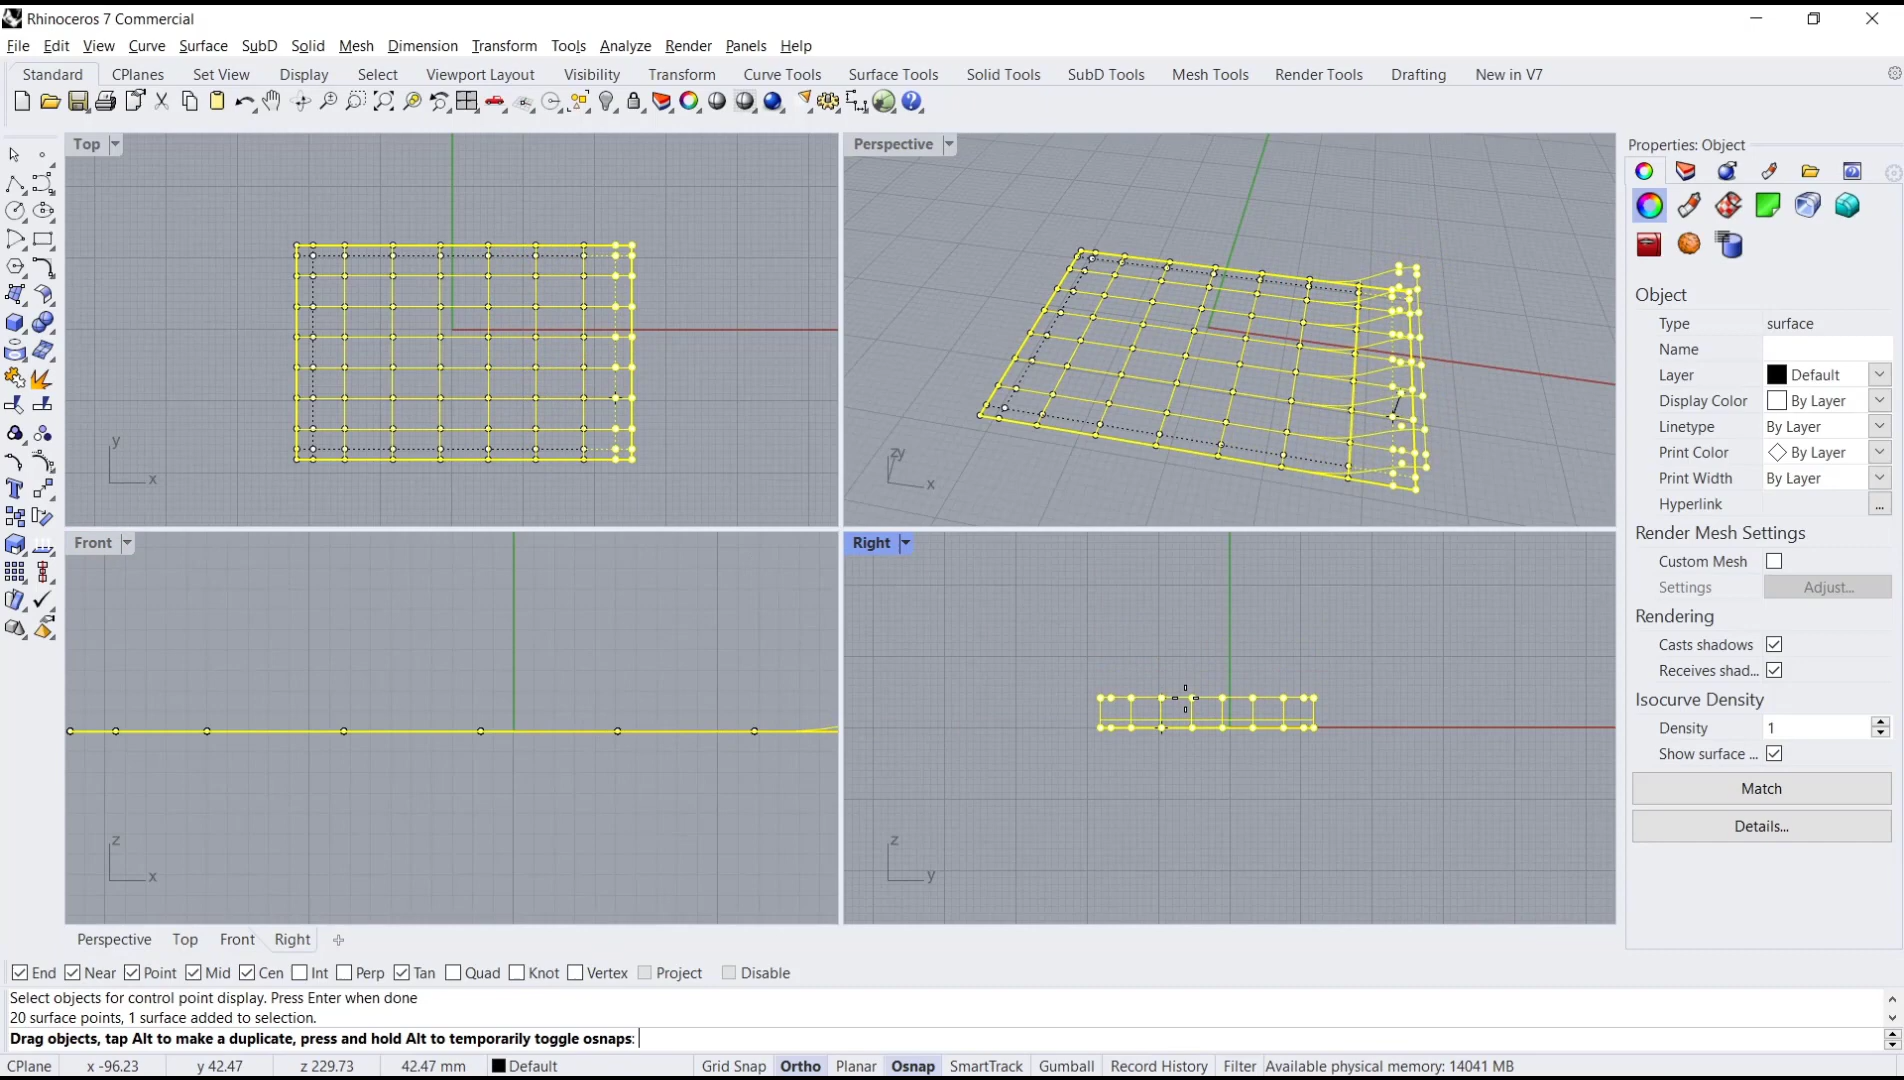 Rhinoceros 7 Commercial
File Edit View Curve Surface SubD Solid Mesh Dimension Transform Tools Analyze Render Panels Help
Standard CPlanes Set View Display Select Viewport Layout Visibility Transform Curve Tools Surface Tools Solid Tools SubD Tools Mesh Tools Render Tools Drafting New in V7
Top
Perspective
Properties: Object
Object
Type surface
Name
Layer Default
Display Color By Layer
Linetype By Layer
Print Color By Layer
Print Width By Layer
Hyperlink ...
Render Mesh Settings
Custom Mesh
Settings Adjust...
Rendering
Casts shadows
Receives shad...
Isocurve Density
Density 1
Show surface ...
Match
Details...
y
x
zy
x
Front
Right
z
x
z
y
Perspective Top Front Right
End Near Point Mid Cen Int Perp Tan Quad Knot Vertex Project Disable
Select objects for control point display. Press Enter when done
20 surface points, 1 surface added to selection.
Drag objects, tap Alt to make a duplicate, press and hold Alt to temporarily toggle osnaps:
CPlane x -96.23 y 42.47 z 229.73 42.47 mm Default Grid Snap Ortho Planar Osnap SmartTrack Gumball Record History Filter Available physical memory: 14041 MB